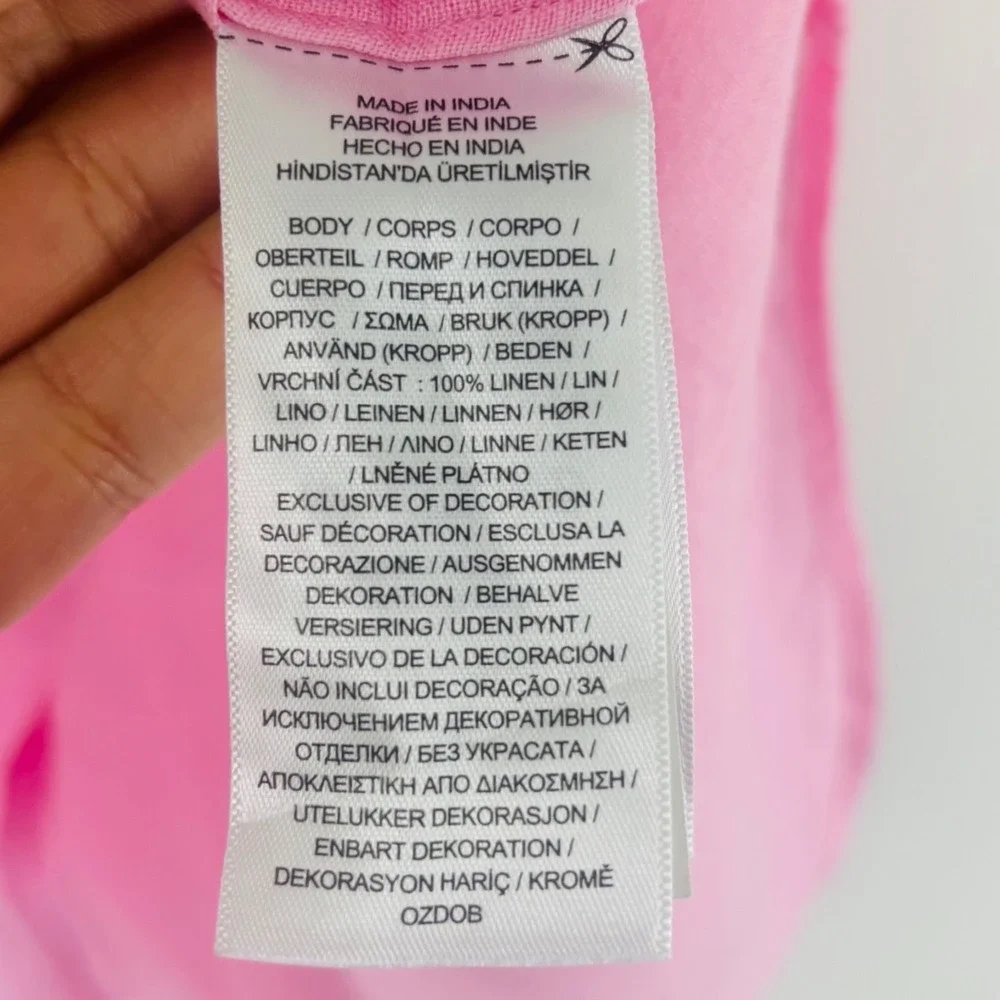 MADE IN INDIA
FABRIQUÉ EN INDE
HECHO EN INDIA
HİNDİSTAN'DA ÜRETİLMİŞTİR
BODY / CORPS / CORPO /
OBERTEIL / ROMP / HOVEDDEL /
CUERPO / ПЕРЕД И СПИНКА /
КОРПУС / ΣΩΜΑ / BRUK (KROPP) /
ANVÄND (KROPP) / BEDEN /
VRCHNÍ ČÁST : 100% LINEN / LIN /
LINO / LEINEN / LINNEN / HØR /
LINHO / ЛЕН / ΛΙΝΟ / LINNE / KETEN
/ LNĚNÉ PLÁTNO
EXCLUSIVE OF DECORATION /
SAUF DÉCORATION / ESCLUSA LA
DECORAZIONE / AUSGENOMMEN
DEKORATION / BEHALVE
VERSIERING / UDEN PYNT /
EXCLUSIVO DE LA DECORACIÓN /
NÃO INCLUI DECORAÇÃO / ЗА
ИСКЛЮЧЕНИЕМ ДЕКОРАТИВНОЙ
ОТДЕЛКИ / БЕЗ УКРАСАТА /
ΑΠΟΚΛΕΙΣΤΙΚΗ ΑΠΟ ΔΙΑΚΟΣΜΗΣΗ /
UTELUKKER DEKORASJON /
ENBART DEKORATION /
DEKORASYON HARİÇ / KROMĚ
OZDOB